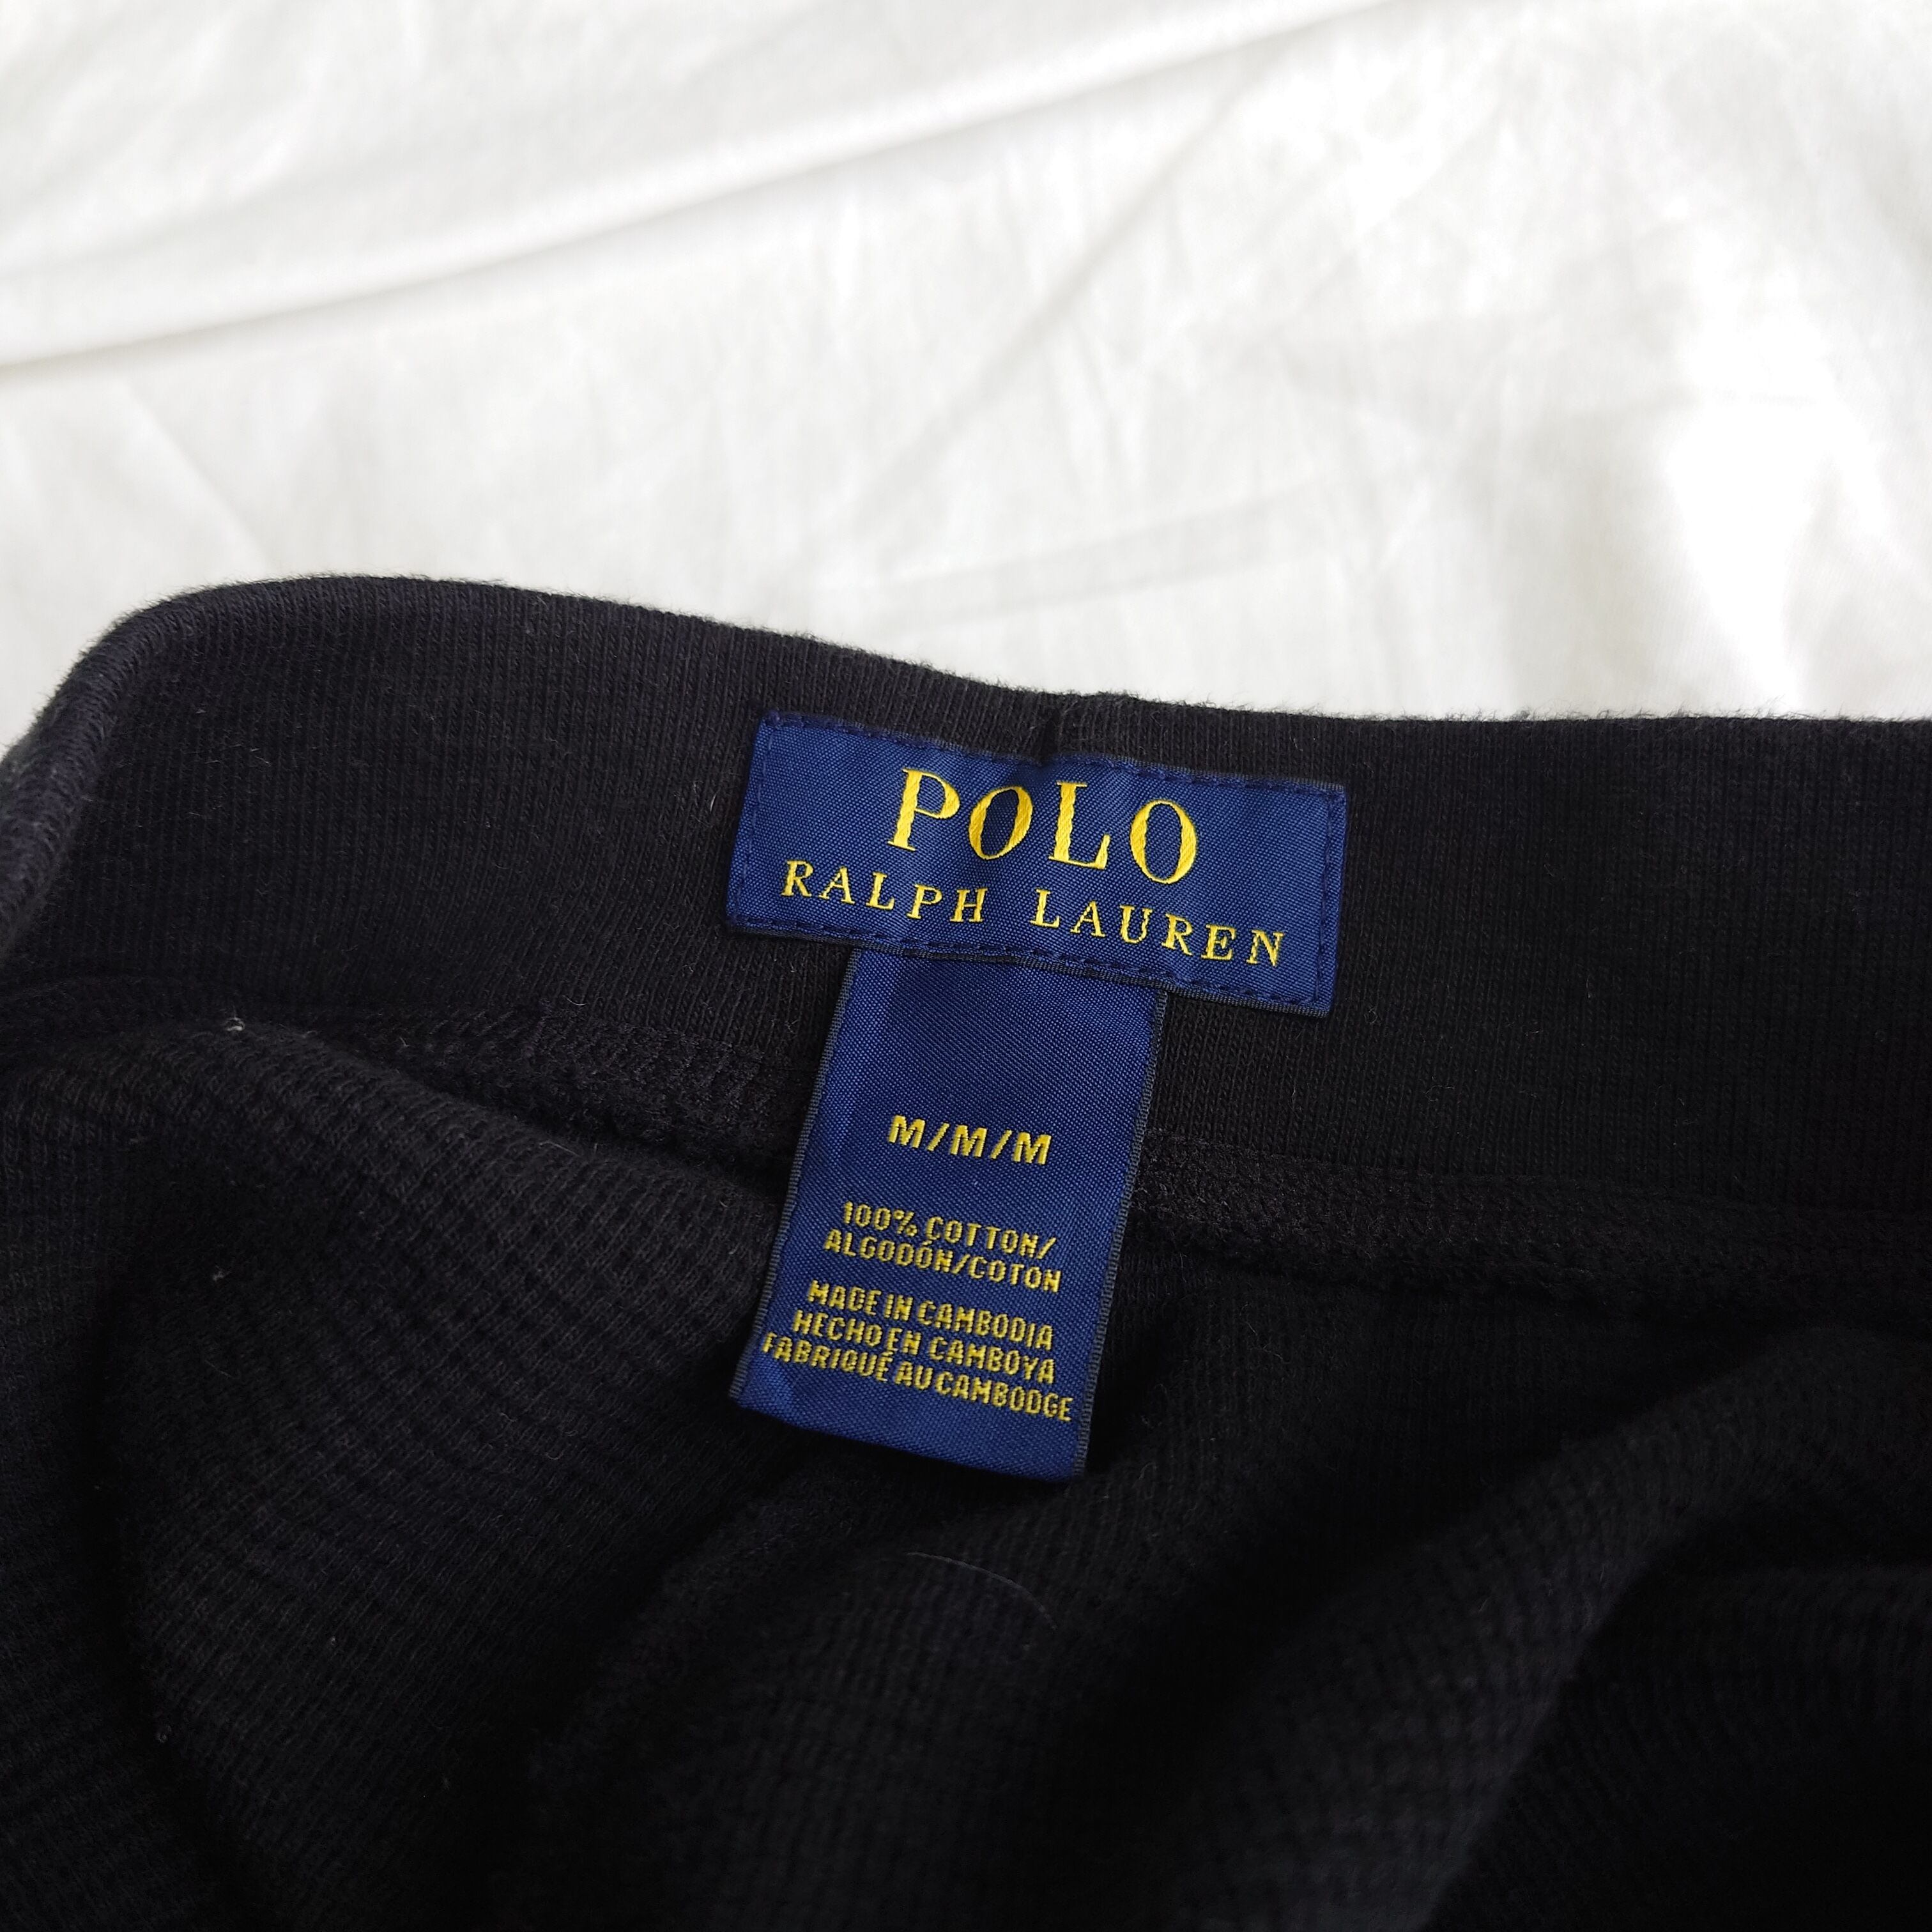 POLO
RALPH LAUREN
M/M/M
100% COTTON/
ALGODÓN/COTON
MADE IN CAMBODIA
HECHO EN CAMBOYA
FABRIQUÉ AU CAMBODGE